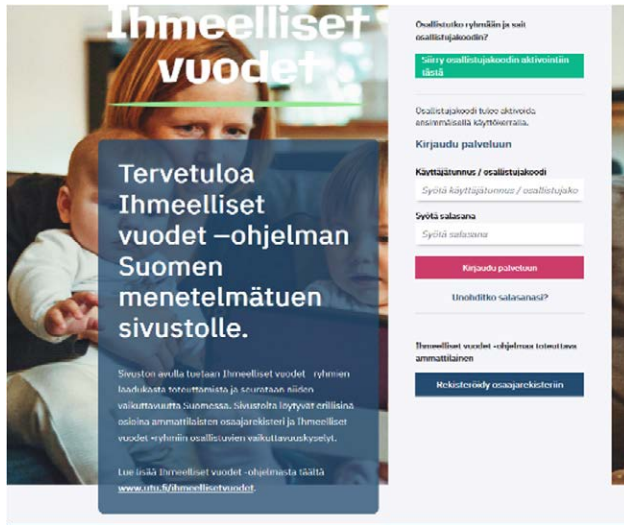 Ihmeelliset
vuodet
Tervetuloa
Ihmeelliset
vuodet –ohjelman
Suomen
menetelmätuen
sivustolle.
Sivuston avulla tuetaan Ihmeelliset vuodet -ryhmien
laadukasta toteuttamista ja seurataan niiden
vaikuttavuutta Suomessa. Sivustolta löytyvät erillisinä
osioina ammattilaisten osaajarekisteri ja Ihmeelliset
vuodet -ryhmiin osallistuvien vaikuttavuuskyselyt.
Lue lisää Ihmeelliset vuodet -ohjelmasta täältä
www.utu.fi/ihmeellisetvuodet.
Osallistutko ryhmään ja sait
osallistujakoodin?
Siirry osallistujakoodin aktivointiin
tästä
Osallistujakoodi tulee aktivoida
ensimmäisellä käyttökerralla.
Kirjaudu palveluun
Käyttäjätunnus / osallistujakoodi
Syötä käyttäjätunnus / osallistujako
Syötä salasana
Syötä salasana
Kirjaudu palveluun
Unohditko salasanasi?
Ihmeelliset vuodet -ohjelmaa toteuttava
ammattilainen
Rekisteröidy osaajarekisteriin